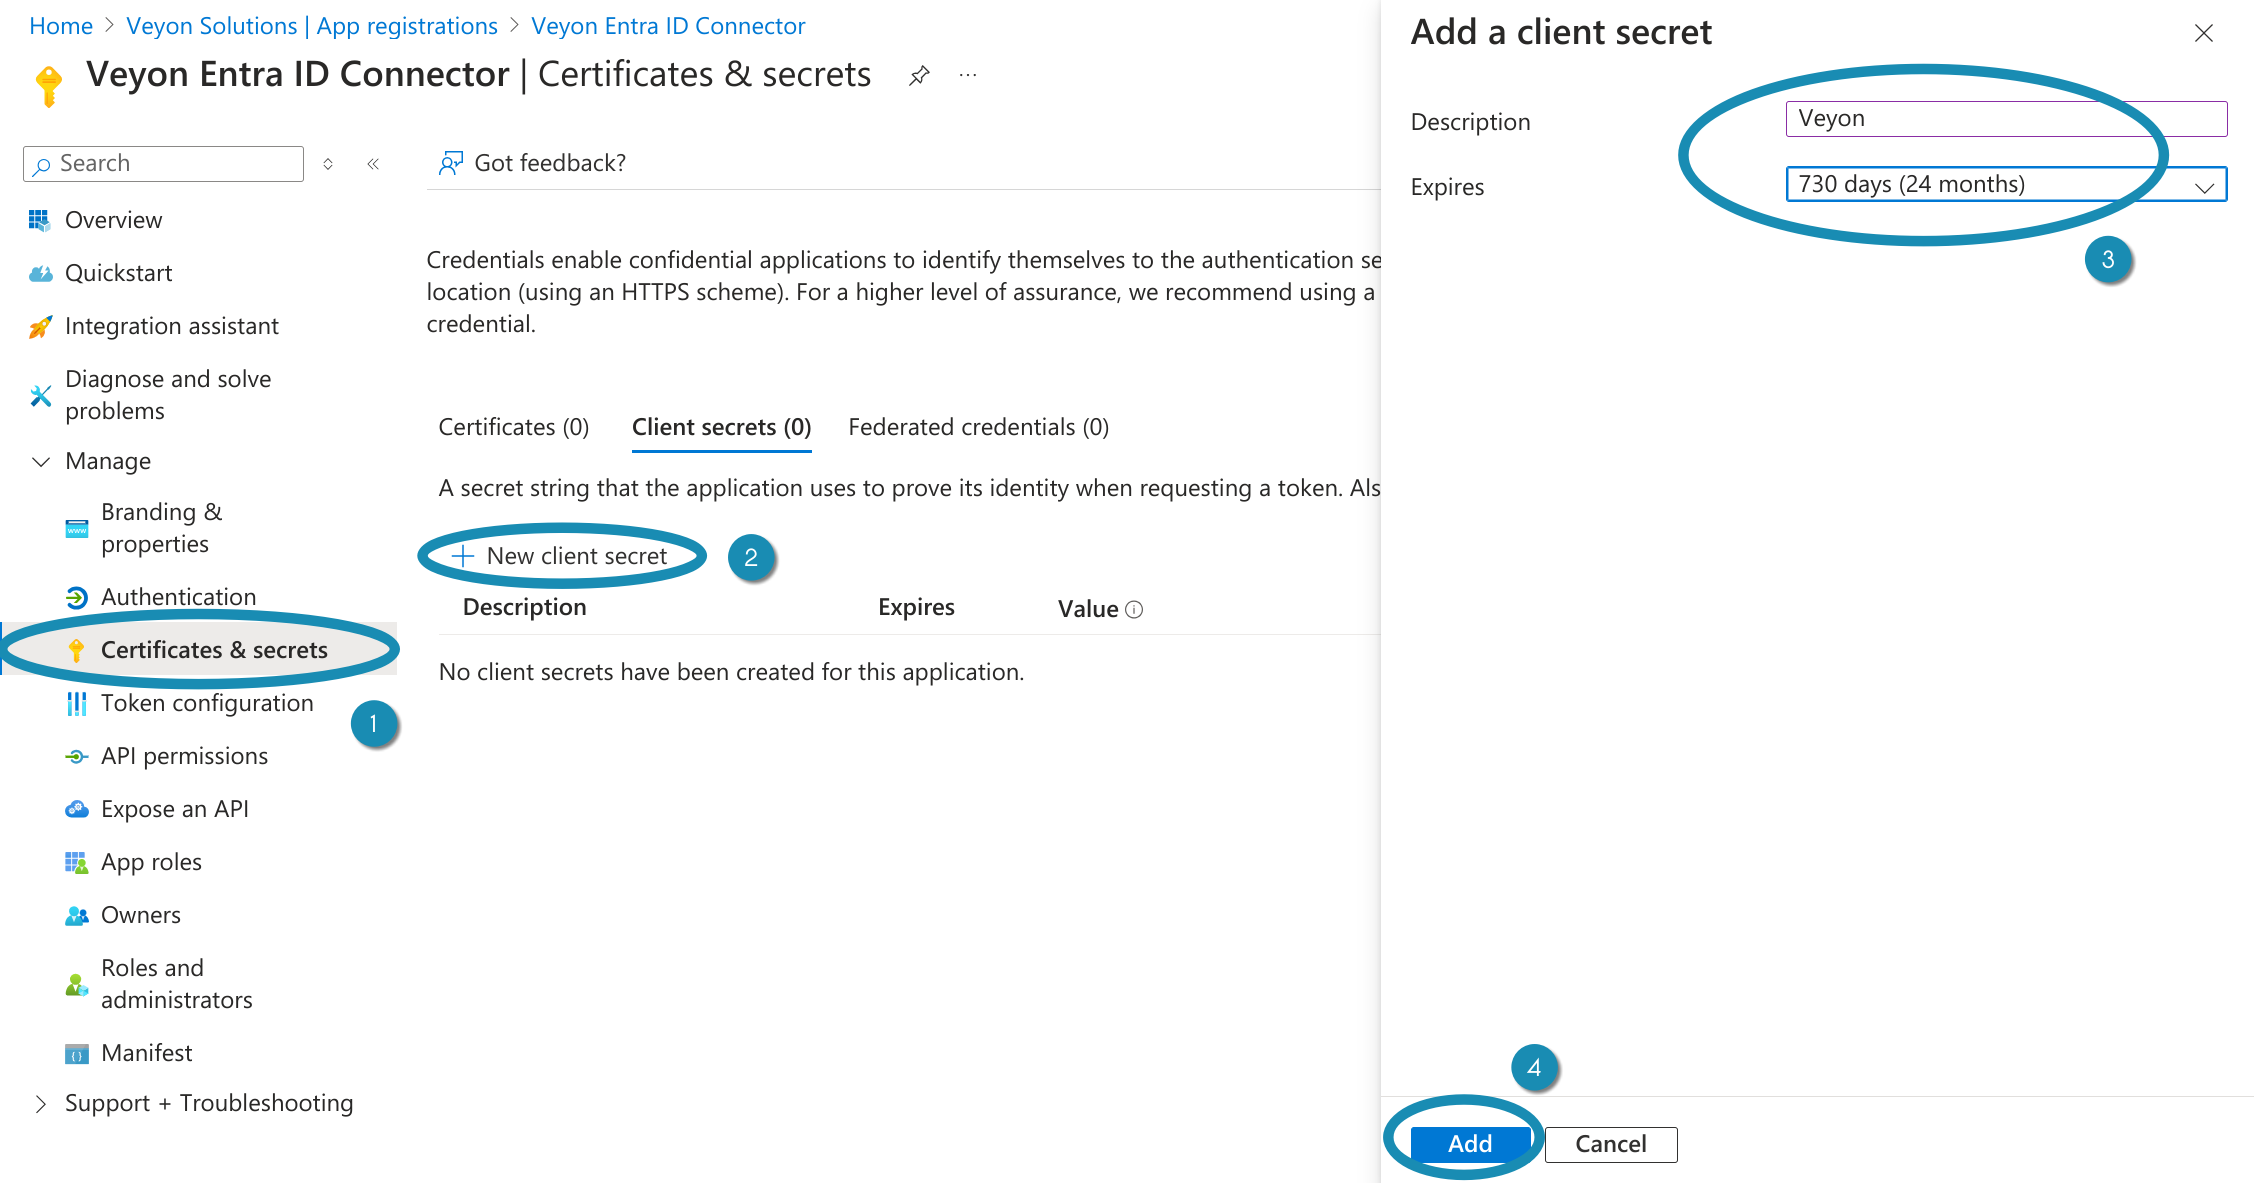 Home > Veyon Solutions | App registrations > Veyon Entra ID Connector
Veyon Entra ID Connector | Certificates & secrets ...
Search
Got feedback?
Overview
Quickstart
Integration assistant
Diagnose and solve
problems
Manage
Branding &
properties
Authentication
Certificates & secrets
1
Token configuration
API permissions
Expose an API
App roles
Owners
Roles and
administrators
Manifest
Support + Troubleshooting
Credentials enable confidential applications to identify themselves to the authentication se
location (using an HTTPS scheme). For a higher level of assurance, we recommend using a
credential.
Certificates (0) Client secrets (0) Federated credentials (0)
A secret string that the application uses to prove its identity when requesting a token. Als
+ New client secret 2
Description Expires Value
No client secrets have been created for this application.
Add a client secret
Description Veyon
Expires 730 days (24 months)
3
4
Add Cancel